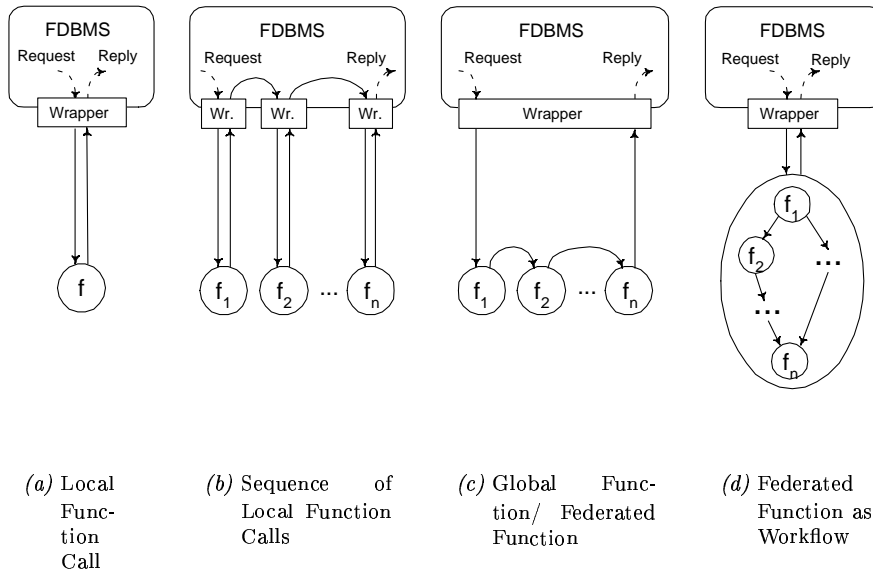 FDBMS
Request
Reply
Wrapper
f
FDBMS
Request
Reply
Wr.
Wr.
Wr.
f1
f2
...
fn
FDBMS
Request
Reply
Wrapper
f1
f2
...
fn
FDBMS
Request
Reply
Wrapper
f1
f2
...
...
fn
(a) Local
Func-
tion
Call
(b) Sequence of
Local Function
Calls
(c) Global Func-
tion/ Federated
Function
(d) Federated
Function as
Workflow